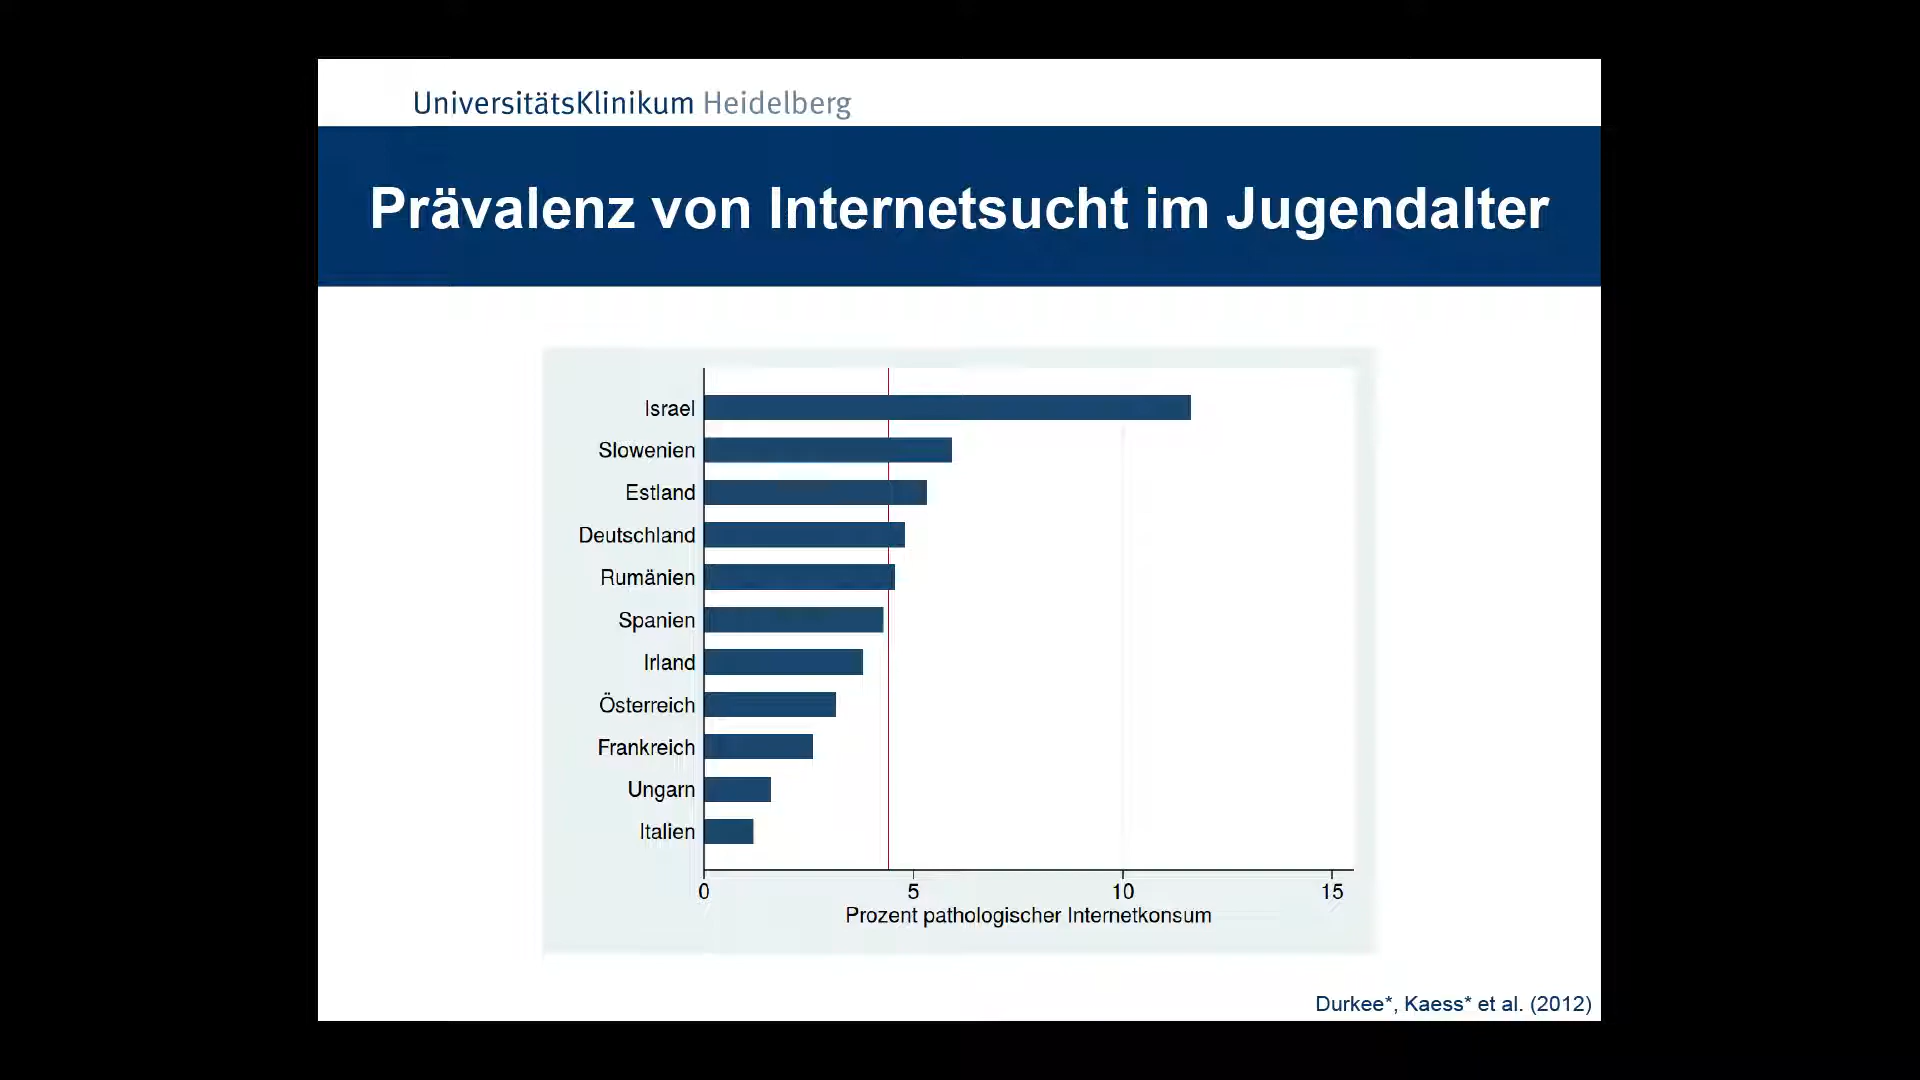 UniversitätsKlinikum Heidelberg
Prävalenz von Internetsucht im Jugendalter
Israel
Slowenien
Estland
Deutschland
Rumänien
Spanien
Irland
Österreich
Frankreich
Ungarn
Italien
0 5 10 15
Prozent pathologischer Internetkonsum
Durkee*, Kaess* et al. (2012)